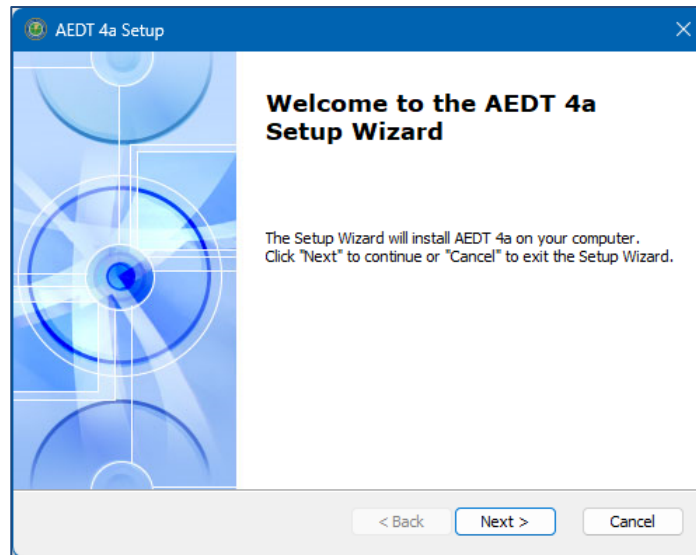 AEDT 4a Setup
Welcome to the AEDT 4a
Setup Wizard
The Setup Wizard will install AEDT 4a on your computer.
Click "Next" to continue or "Cancel" to exit the Setup Wizard.
< Back
Next >
Cancel